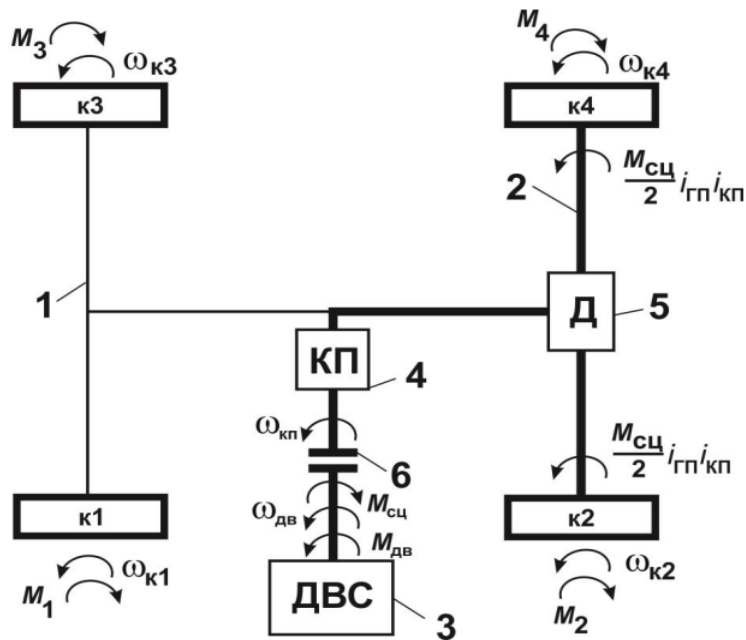 M3
ωк3
M4
ωк4
к3
к4
Mсц/2 iГП iКП
2
1
Д
5
КП
4
ωкп
6
Mсц/2 iГП iКП
ωдв
Mсц
Mдв
к1
к2
ωк1
M1
ДВС
3
ωк2
M2